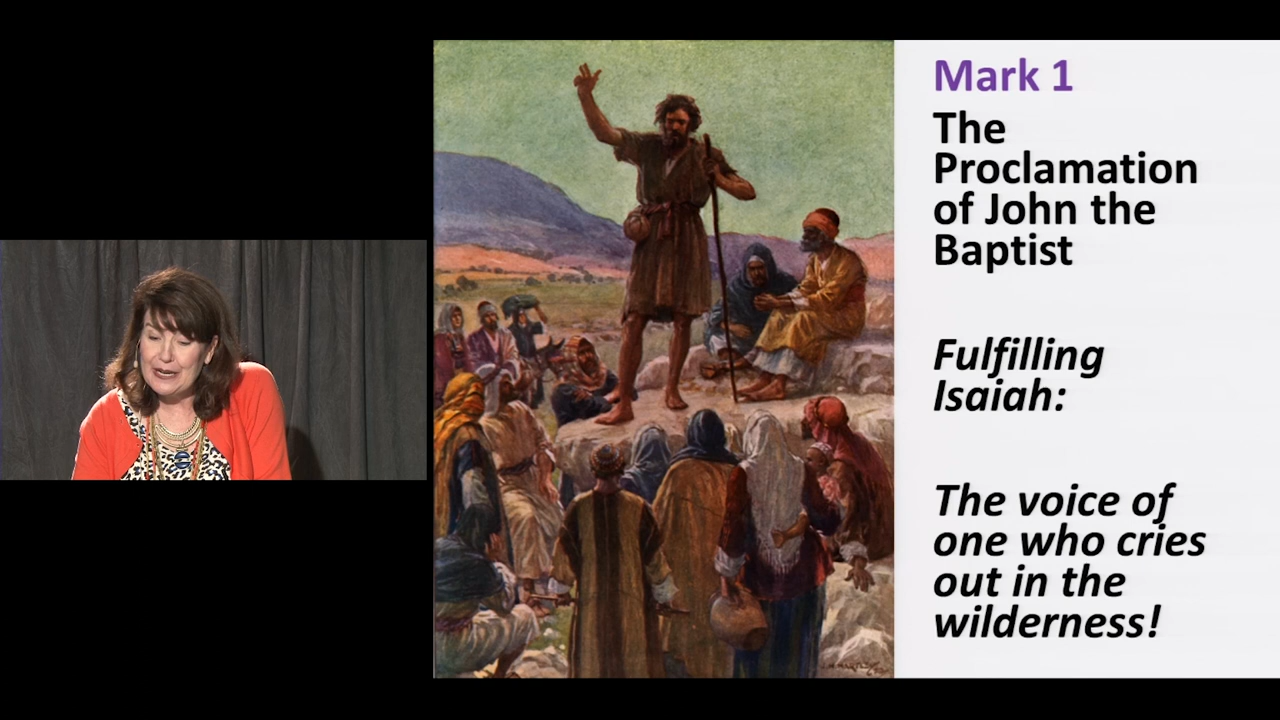 Mark 1
The
Proclamation
of John the
Baptist
Fulfilling
Isaiah:
The voice of
one who cries
out in the
wilderness!